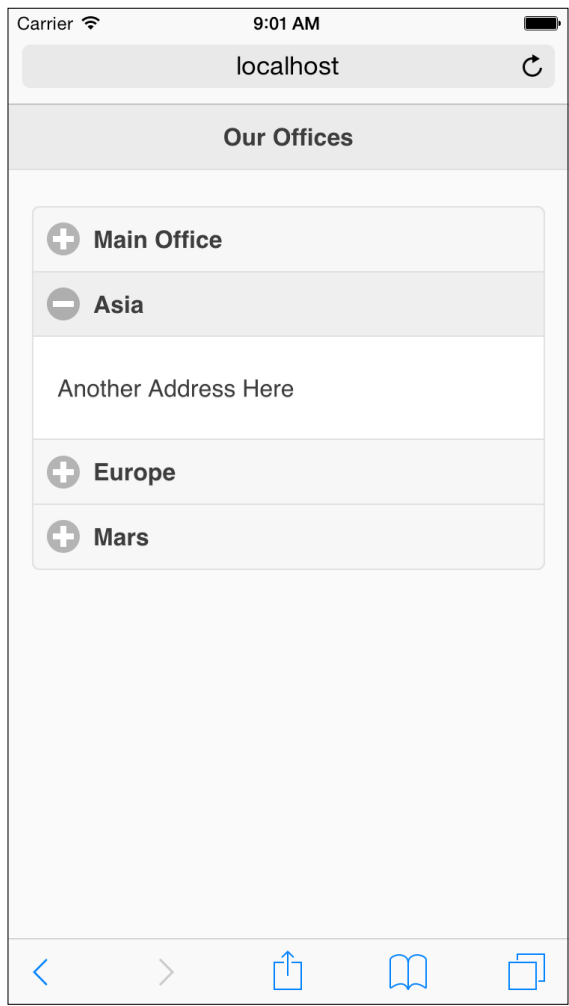 Carrier 9:01 AM
localhost
Our Offices
Main Office
Asia
Another Address Here
Europe
Mars